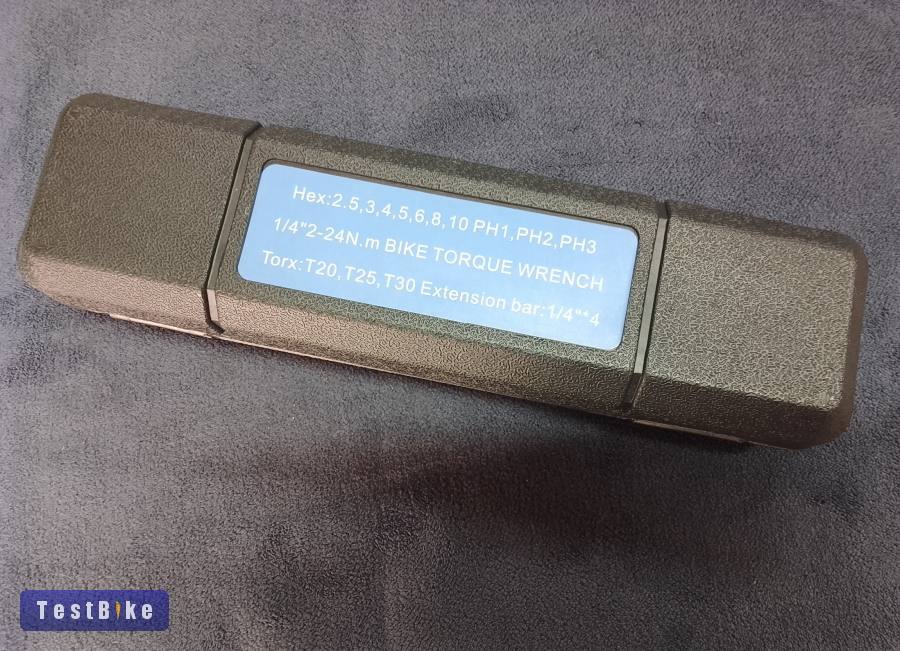 Hex:2.5,3,4,5,6,8,10 PH1,PH2,PH3
1/4"2-24N.m BIKE TORQUE WRENCH
Torx:T20,T25,T30 Extension bar:1/4"*4
TestBike